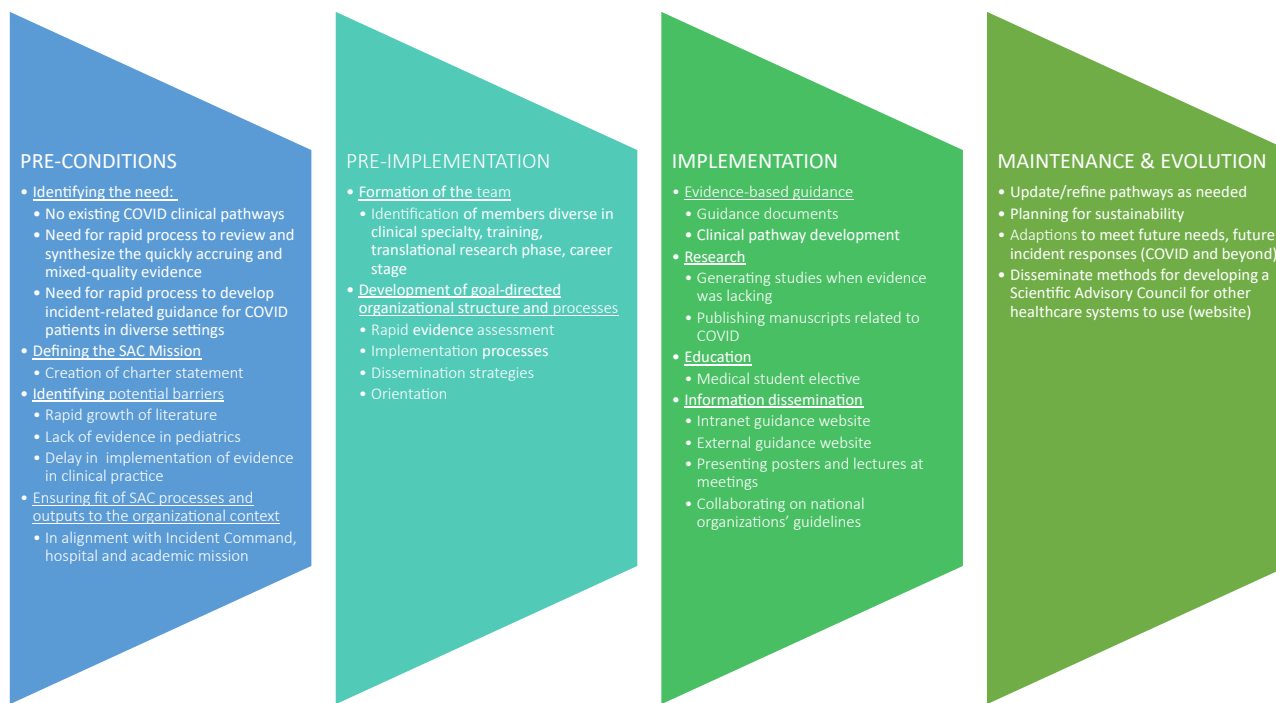 PRE-CONDITIONS
• Identifying the need:
• No existing COVID clinical pathways
• Need for rapid process to review and
synthesize the quickly accruing and
mixed-quality evidence
• Need for rapid process to develop
incident-related guidance for COVID
patients in diverse settings
• Defining the SAC Mission
• Creation of charter statement
• Identifying potential barriers
• Rapid growth of literature
• Lack of evidence in pediatrics
• Delay in implementation of evidence
in clinical practice
• Ensuring fit of SAC processes and
outputs to the organizational context
• In alignment with Incident Command,
hospital and academic mission
PRE-IMPLEMENTATION
• Formation of the team
• Identification of members diverse in
clinical specialty, training,
translational research phase, career
stage
• Development of goal-directed
organizational structure and processes
• Rapid evidence assessment
• Implementation processes
• Dissemination strategies
• Orientation
IMPLEMENTATION
• Evidence-based guidance
• Guidance documents
• Clinical pathway development
• Research
• Generating studies when evidence
was lacking
• Publishing manuscripts related to
COVID
• Education
• Medical student elective
• Information dissemination
• Intranet guidance website
• External guidance website
• Presenting posters and lectures at
meetings
• Collaborating on national
organizations’ guidelines
MAINTENANCE & EVOLUTION
• Update/refine pathways as needed
• Planning for sustainability
• Adaptions to meet future needs, future
incident responses (COVID and beyond)
• Disseminate methods for developing a
Scientific Advisory Council for other
healthcare systems to use (website)